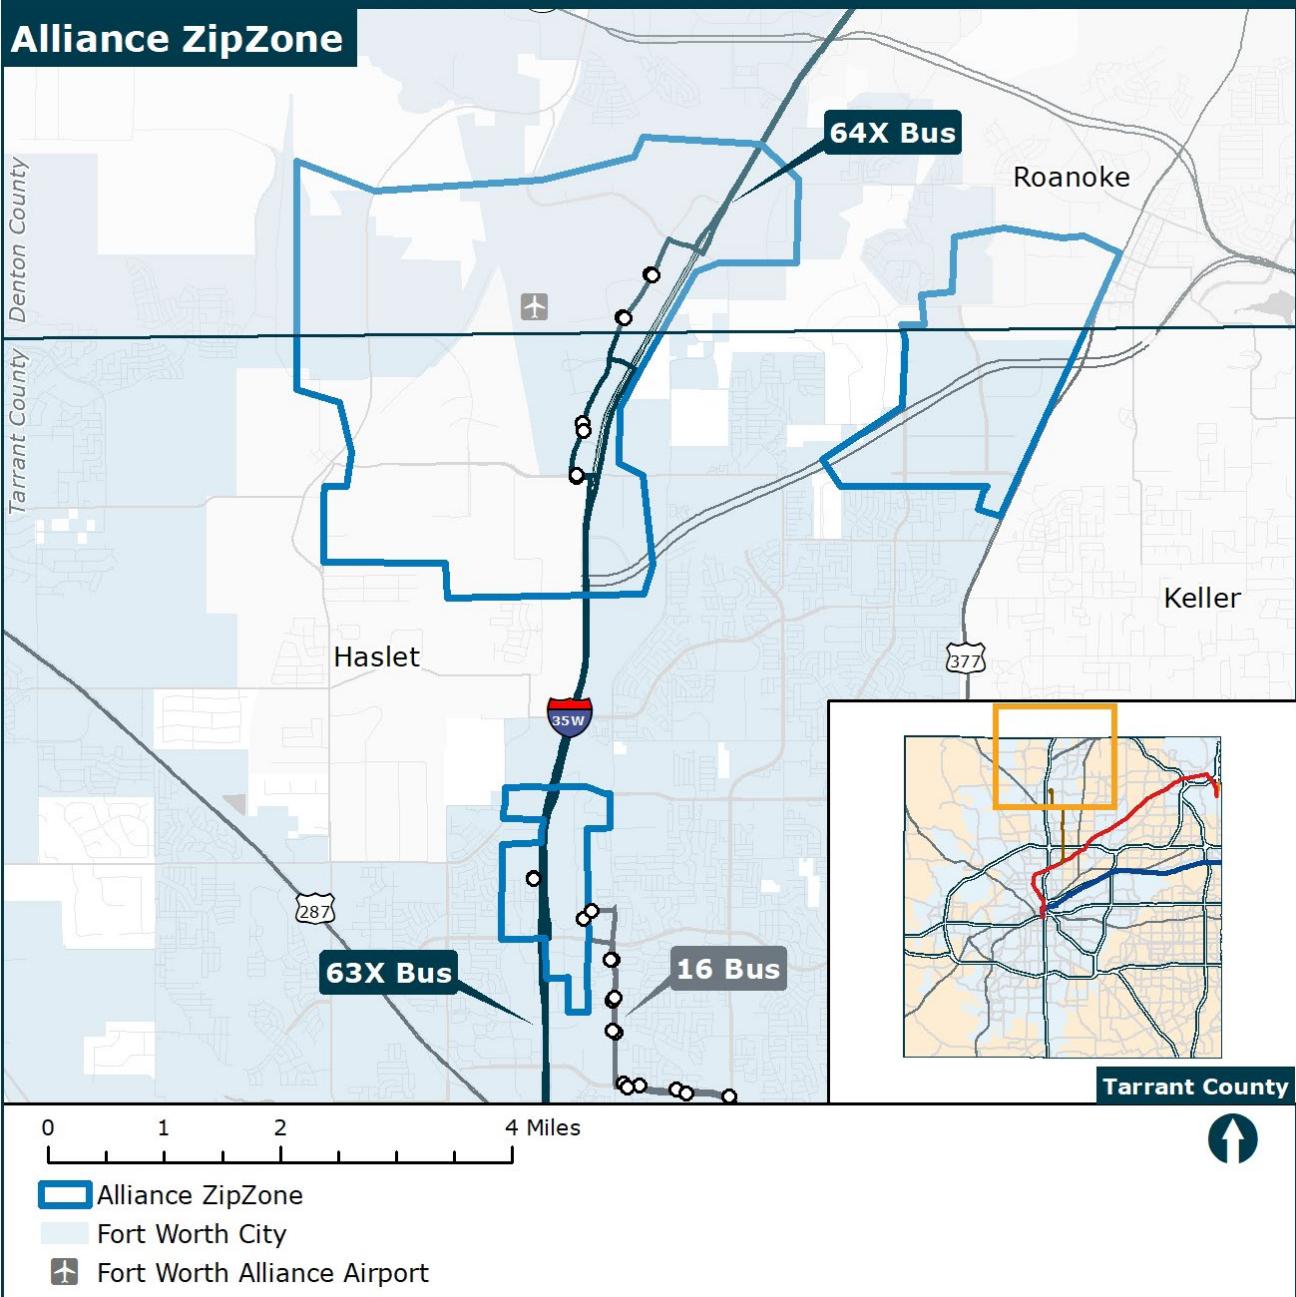 Alliance ZipZone
64X Bus
Roanoke
Denton County
Tarrant County
Keller
Haslet
377
35W
287
63X Bus
16 Bus
Tarrant County
0 1 2 4 Miles
Alliance ZipZone
Fort Worth City
Fort Worth Alliance Airport